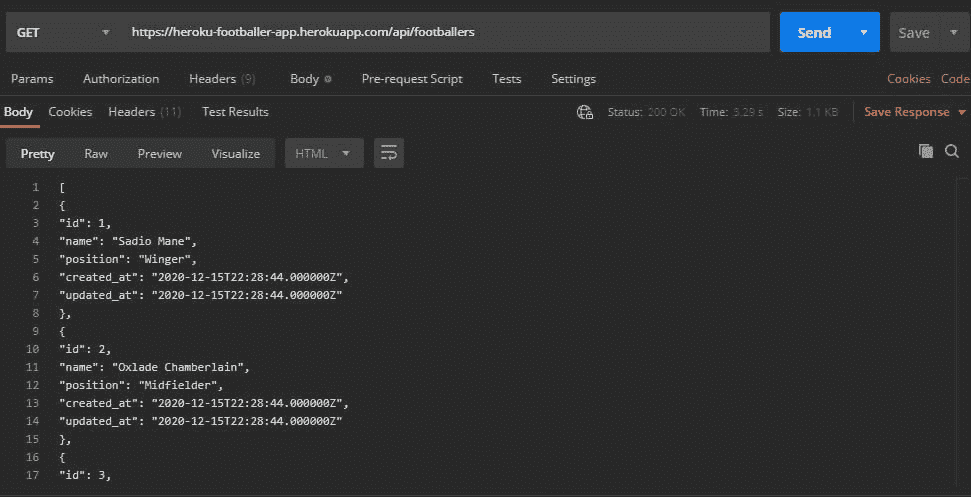 GET https://heroku-footballer-app.herokuapp.com/api/footballers Send Save
Params Authorization Headers (9) Body Pre-request Script Tests Settings Cookies Code
Body Cookies Headers (11) Test Results Status: 200 OK Time: 3.29 s Size: 1.1 KB Save Response
Pretty Raw Preview Visualize HTML
1 [
2 {
3 "id": 1,
4 "name": "Sadio Mane",
5 "position": "Winger",
6 "created_at": "2020-12-15T22:28:44.000000Z",
7 "updated_at": "2020-12-15T22:28:44.000000Z"
8 },
9 {
10 "id": 2,
11 "name": "Oxlade Chamberlain",
12 "position": "Midfielder",
13 "created_at": "2020-12-15T22:28:44.000000Z",
14 "updated_at": "2020-12-15T22:28:44.000000Z"
15 },
16 {
17 "id": 3,